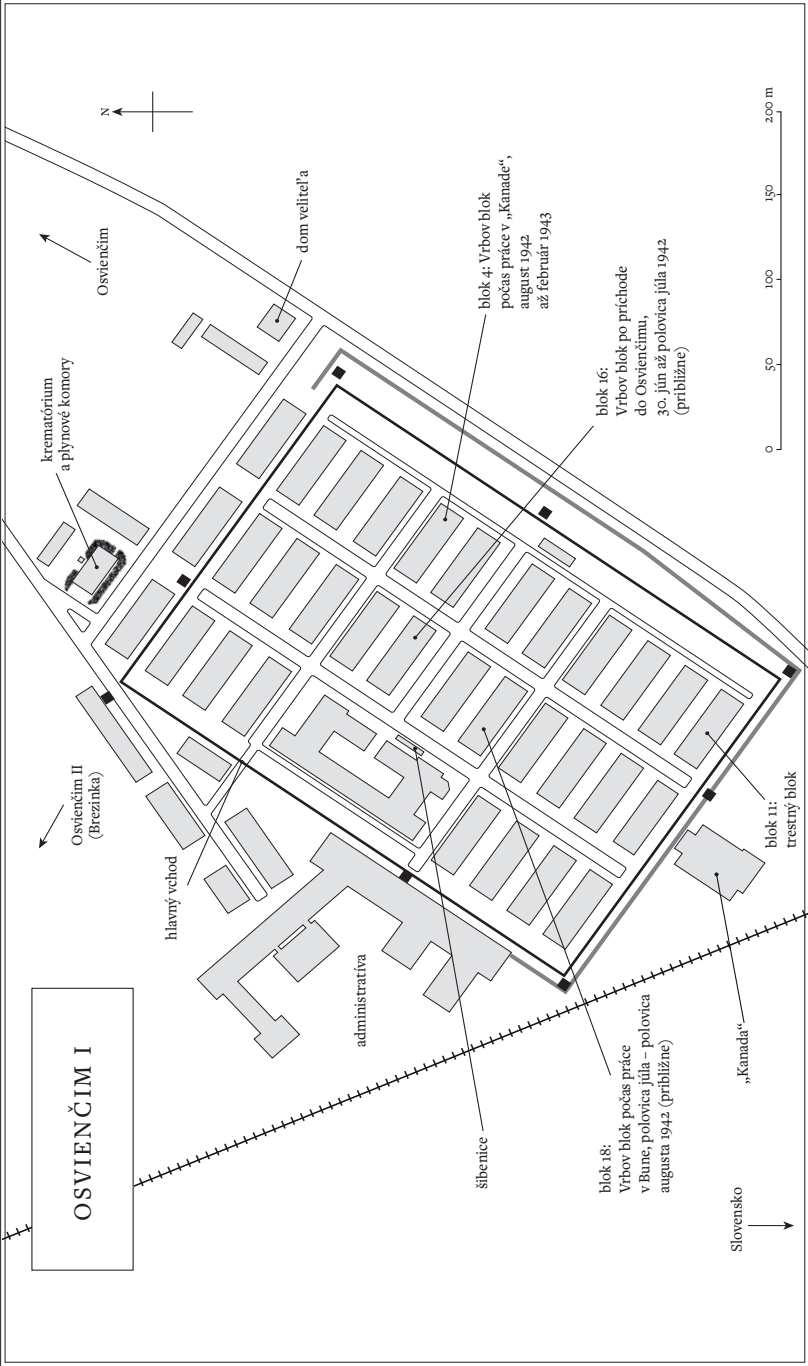 OSVIENČIM I
Osvienčim II
(Brezinka)
krematórium
a plynové komory
Osvienčim
N
dom veliteľa
hlavný vchod
administratíva
blok 4: Vrbov blok
počas práce v „Kanade“,
august 1942
až február 1943
blok 16:
Vrbov blok po príchode
do Osvienčimu,
30. jún až polovica júla 1942
(približne)
šibenice
blok 18:
Vrbov blok počas práce
v Bune, polovica júla – polovica
augusta 1942 (približne)
„Kanada“
blok 11:
trestný blok
Slovensko
0 50 100 150 200 m